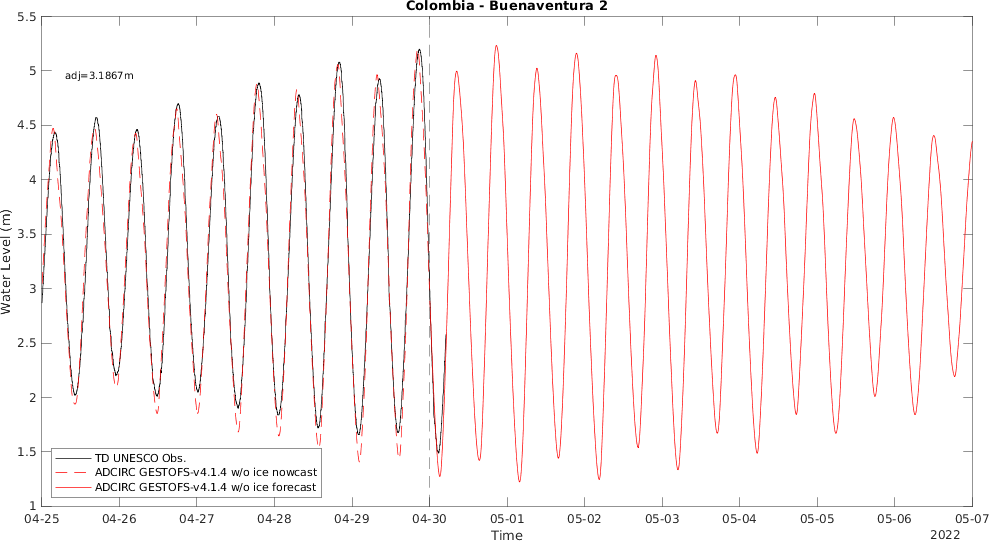 Colombia - Buenaventura 2
adj=3.1867m
5.5
5
4.5
4
3.5
3
2.5
2
1.5
1
Water Level (m)
TD UNESCO Obs.
ADCIRC GESTOFS-v4.1.4 w/o ice nowcast
ADCIRC GESTOFS-v4.1.4 w/o ice forecast
04-25 04-26 04-27 04-28 04-29 04-30 05-01 05-02 05-03 05-04 05-05 05-06 05-07
Time
2022